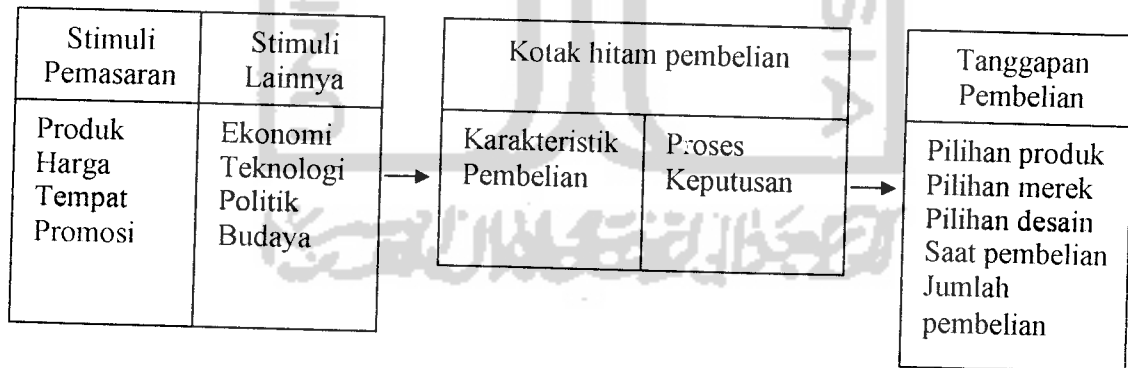 Stimuli
Pemasaran
Produk
Harga
Tempat
Promosi
Stimuli
Lainnya
Ekonomi
Teknologi
Politik
Budaya
Kotak hitam pembelian
Karakteristik
Pembelian
Proses
Keputusan
Tanggapan
Pembelian
Pilihan produk
Pilihan merek
Pilihan desain
Saat pembelian
Jumlah
pembelian